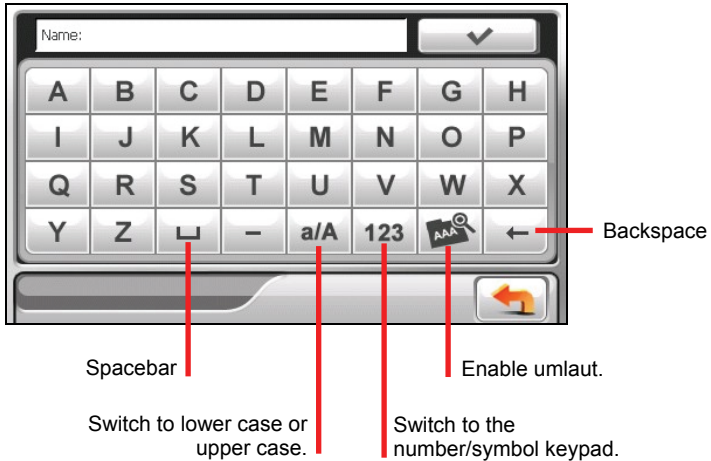 Name:
A B C D E F G H
I J K L M N O P
Q R S T U V W X
Y Z – a/A 123 AAA ←
Backspace
Spacebar
Enable umlaut.
Switch to lower case or
upper case.
Switch to the
number/symbol keypad.